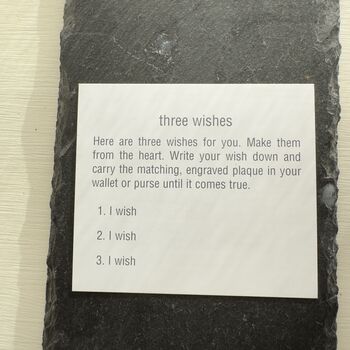 three wishes
Here are three wishes for you. Make them
from the heart. Write your wish down and
carry the matching, engraved plaque in your
wallet or purse until it comes true.
1. I wish
2. I wish
3. I wish